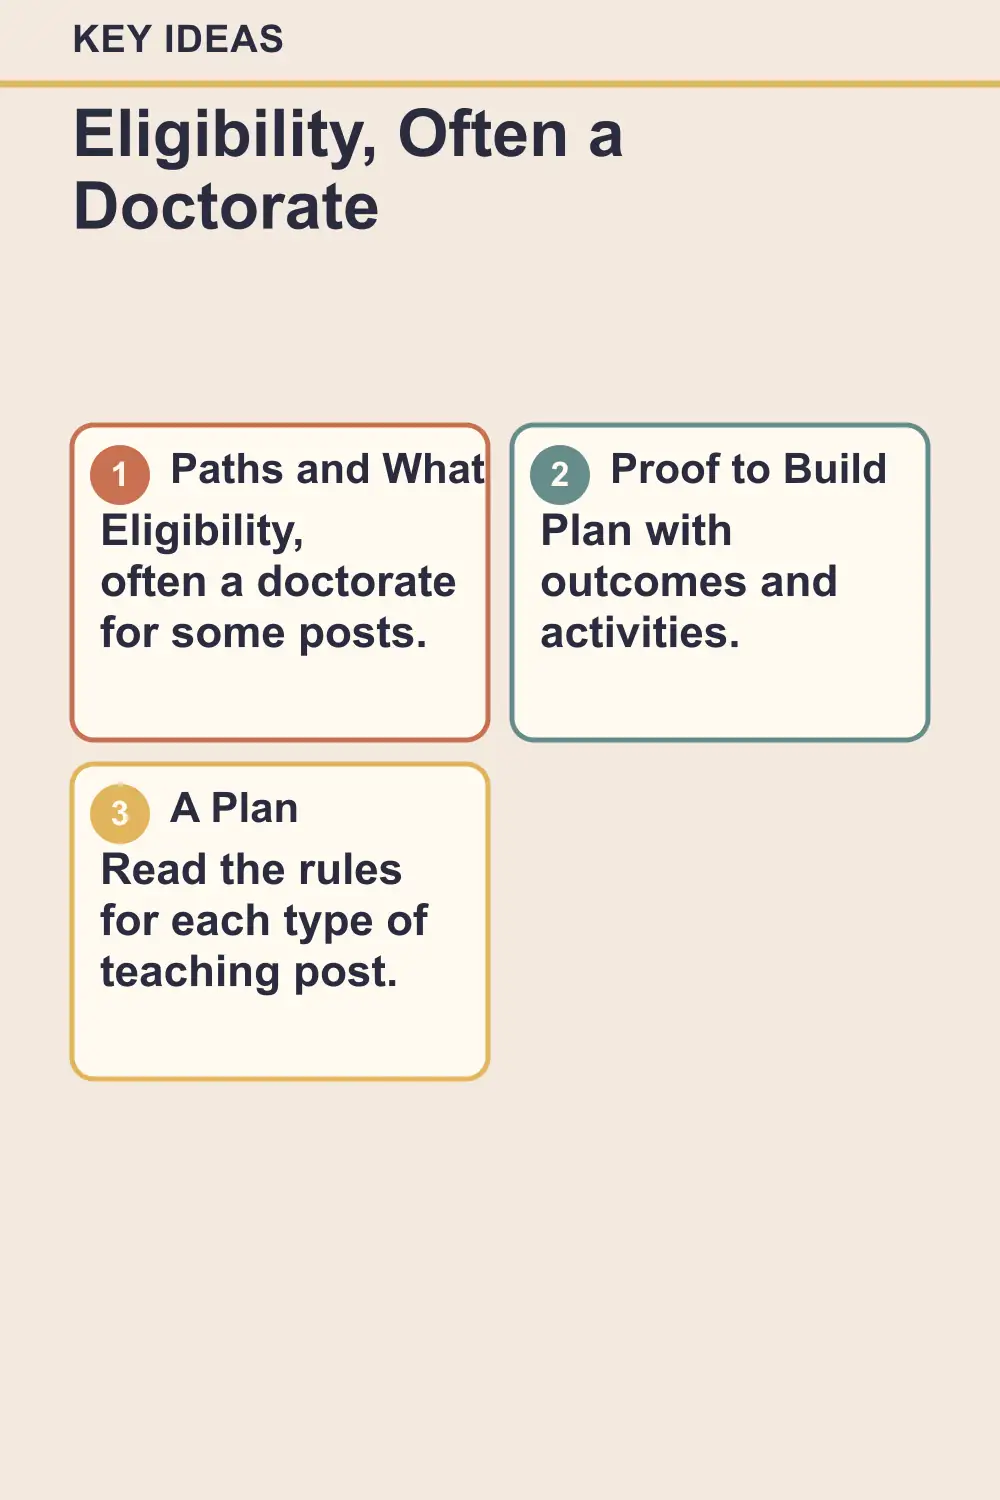 KEY IDEAS
Eligibility, Often a
Doctorate
1
Paths and What
Eligibility,
often a doctorate
for some posts.
2
Proof to Build
Plan with
outcomes and
activities.
3
A Plan
Read the rules
for each type of
teaching post.